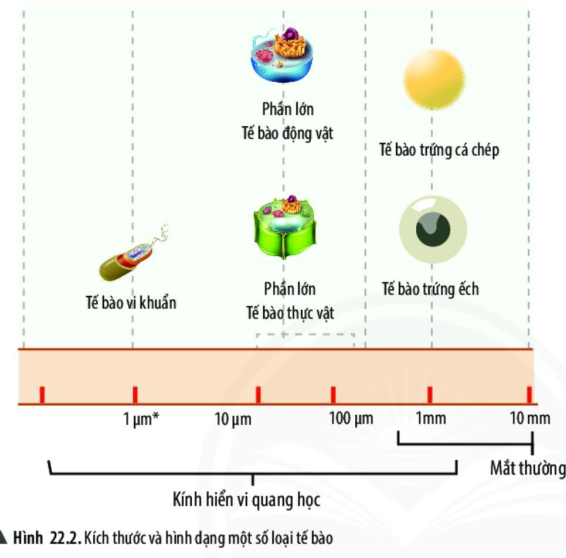 Phần lớn
Tế bào động vật
Tế bào trứng cá chép
Tế bào vi khuẩn
Phần lớn
Tế bào thực vật
Tế bào trứng ếch
1 μm*
10 μm
100 μm
1mm
10 mm
Mắt thường
Kính hiển vi quang học
Hình 22.2. Kích thước và hình dạng một số loại tế bào